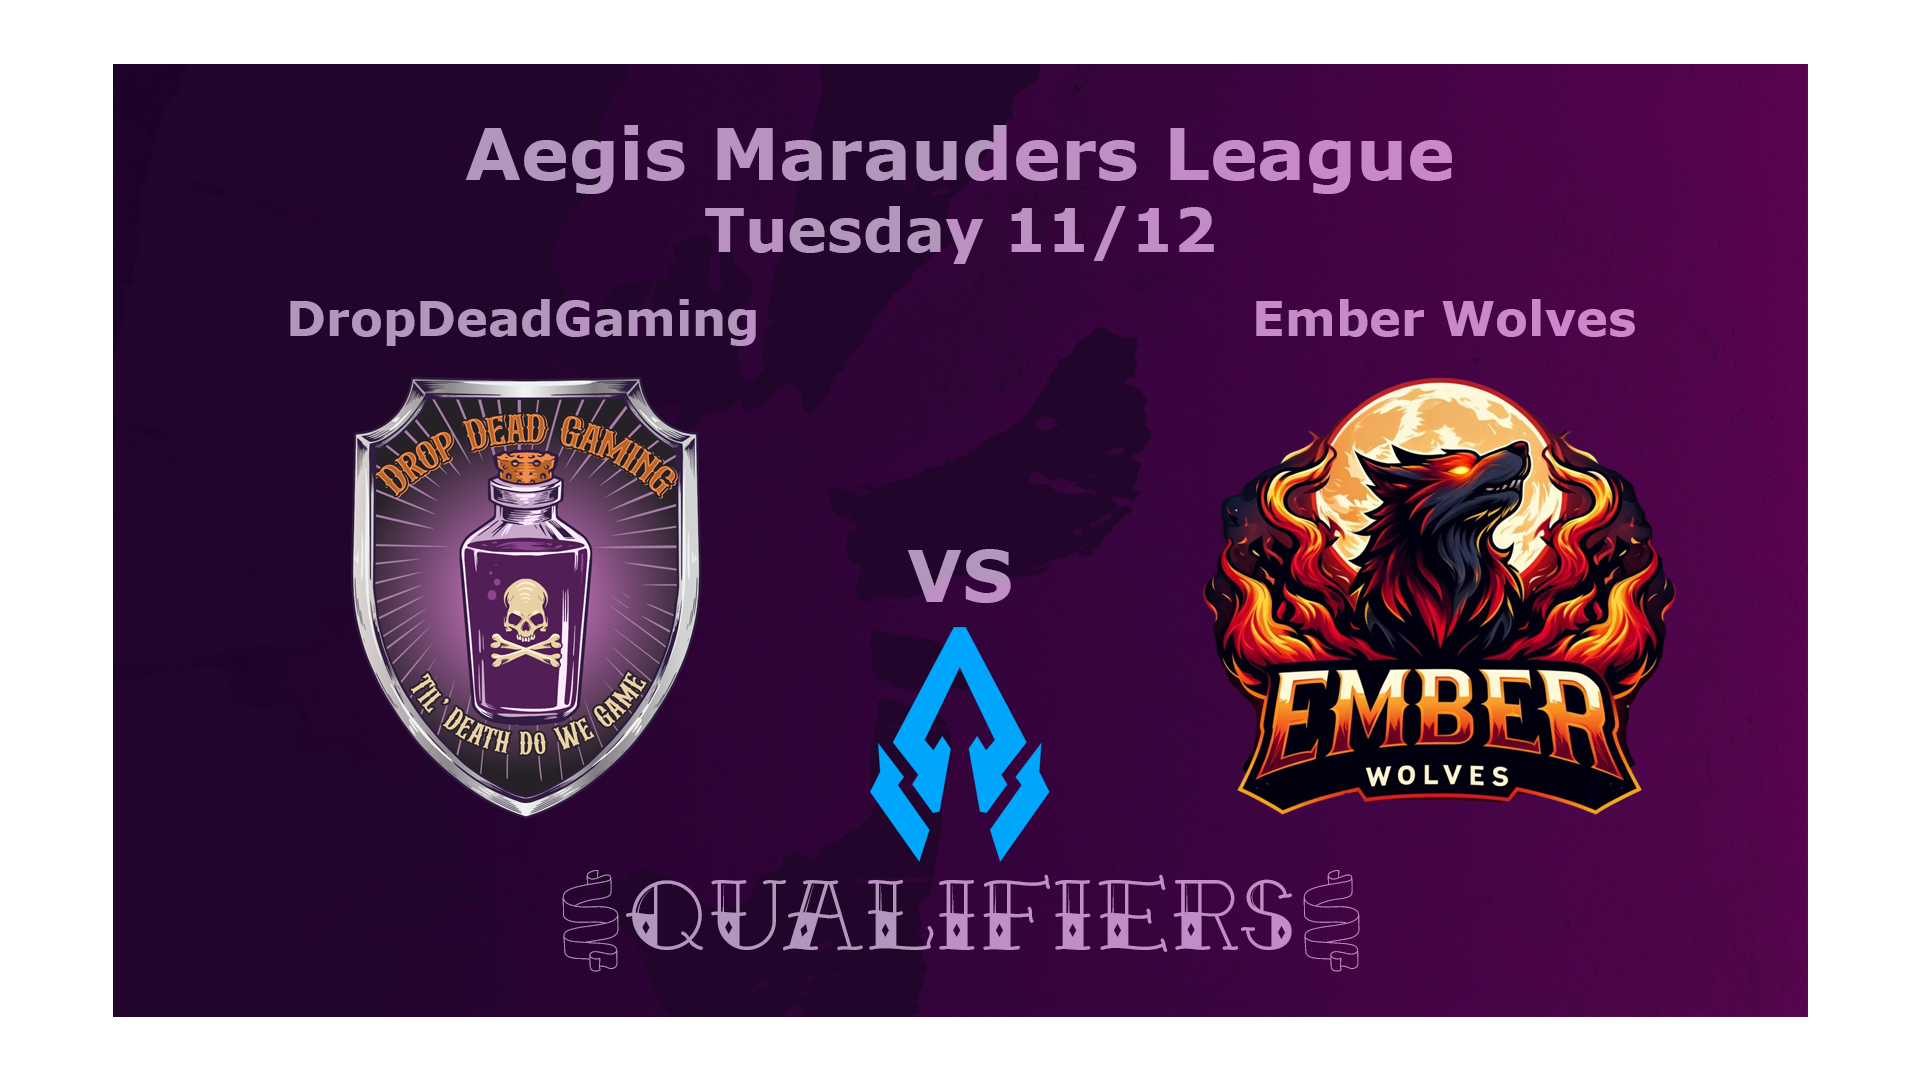 Aegis Marauders League
Tuesday 11/12
DropDeadGaming
Ember Wolves
DROP DEAD GAMING
TIL' DEATH DO WE GAME
VS
EMBER
WOLVES
QUALIFIERS